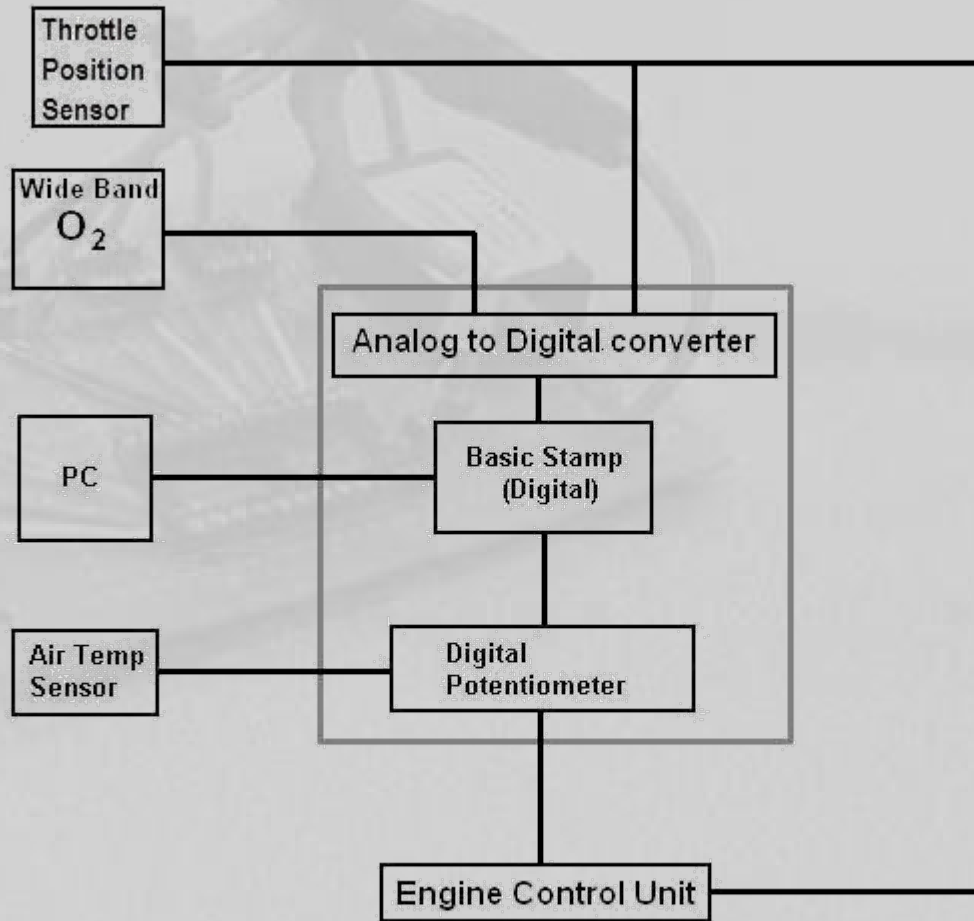 Throttle
Position
Sensor
Wide Band
O2
Analog to Digital converter
Basic Stamp
(Digital)
PC
Air Temp
Sensor
Digital
Potentiometer
Engine Control Unit